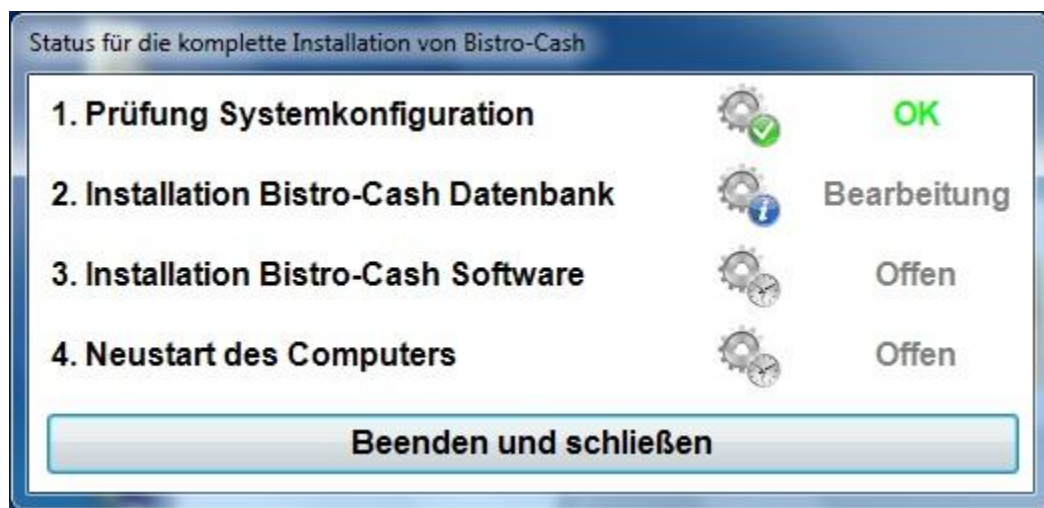 Status für die komplette Installation von Bistro-Cash
1. Prüfung Systemkonfiguration OK
2. Installation Bistro-Cash Datenbank Bearbeitung
3. Installation Bistro-Cash Software Offen
4. Neustart des Computers Offen
Beenden und schließen